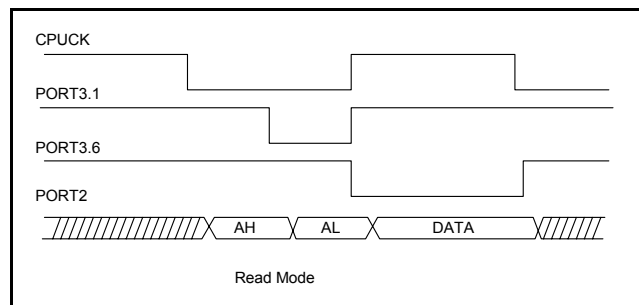 CPUCK
PORT3.1
PORT3.6
PORT2
AH AL DATA
Read Mode